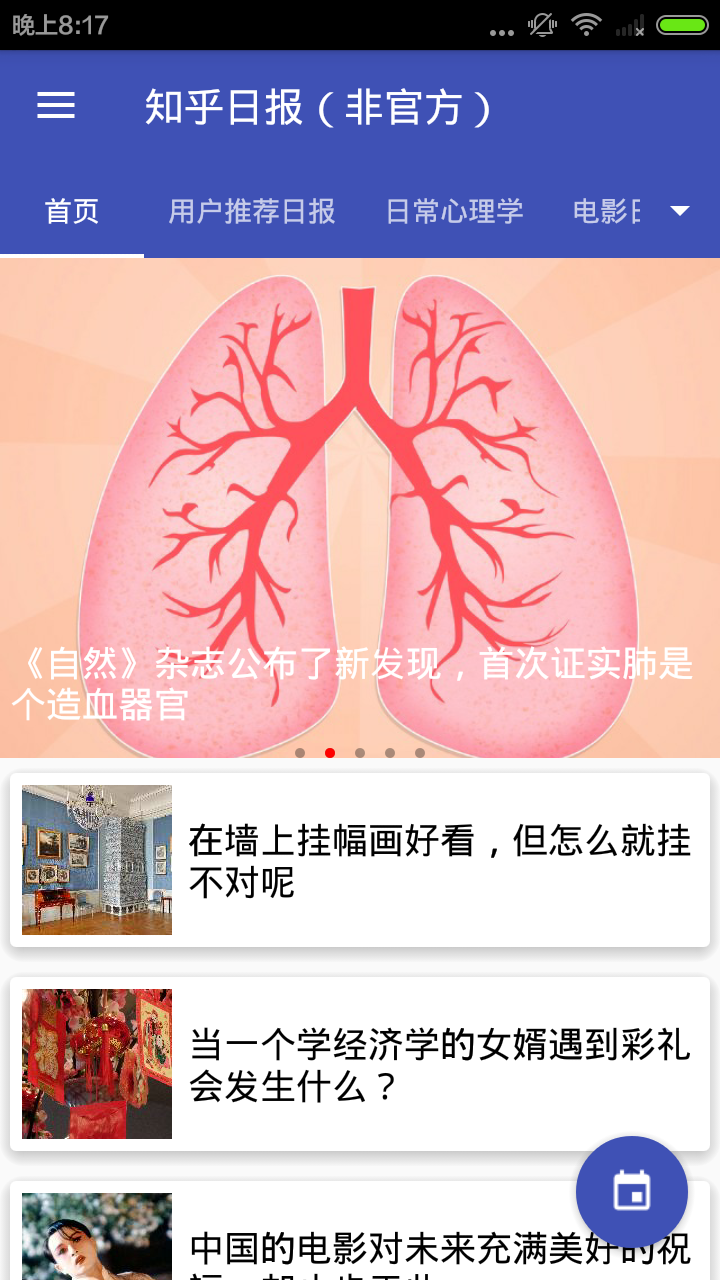 晚上8:17
知乎日报（非官方）
首页 用户推荐日报 日常心理学 电影日
《自然》杂志公布了新发现，首次证实肺是
个造血器官
在墙上挂幅画好看，但怎么就挂
不对呢
当一个学经济学的女婿遇到彩礼
会发生什么？
中国的电影对未来充满美好的祝